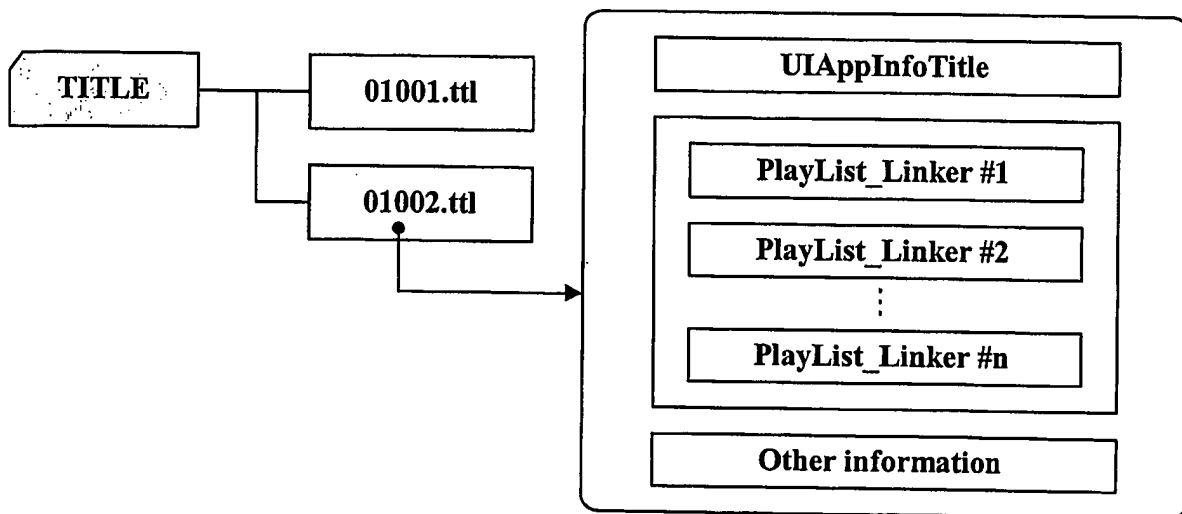 TITLE
01001.ttl
01002.ttl
UIAppInfoTitle
PlayList_Linker #1
PlayList_Linker #2
PlayList_Linker #n
Other information